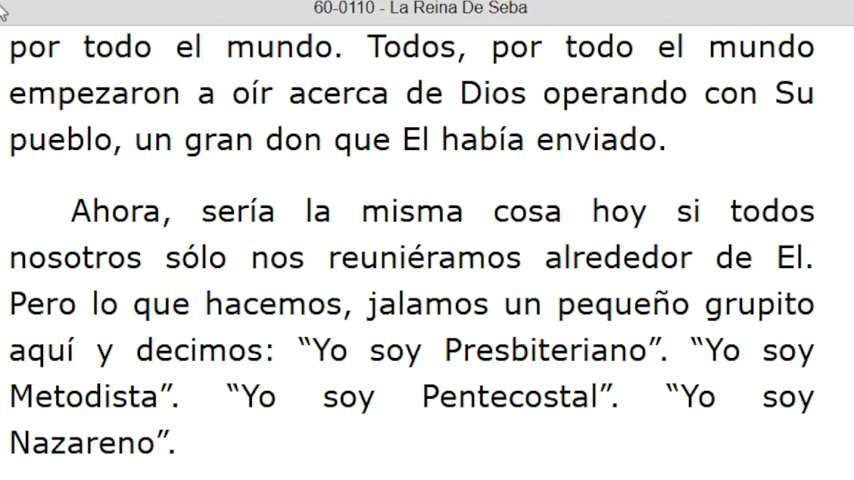 60-0110 - La Reina De Seba
por todo el mundo. Todos, por todo el mundo
empezaron a oír acerca de Dios operando con Su
pueblo, un gran don que El había enviado.
Ahora, sería la misma cosa hoy si todos
nosotros sólo nos reuniéramos alrededor de El.
Pero lo que hacemos, jalamos un pequeño grupito
aquí y decimos: “Yo soy Presbiteriano”. “Yo soy
Metodista”. “Yo soy Pentecostal”. “Yo soy
Nazareno”.